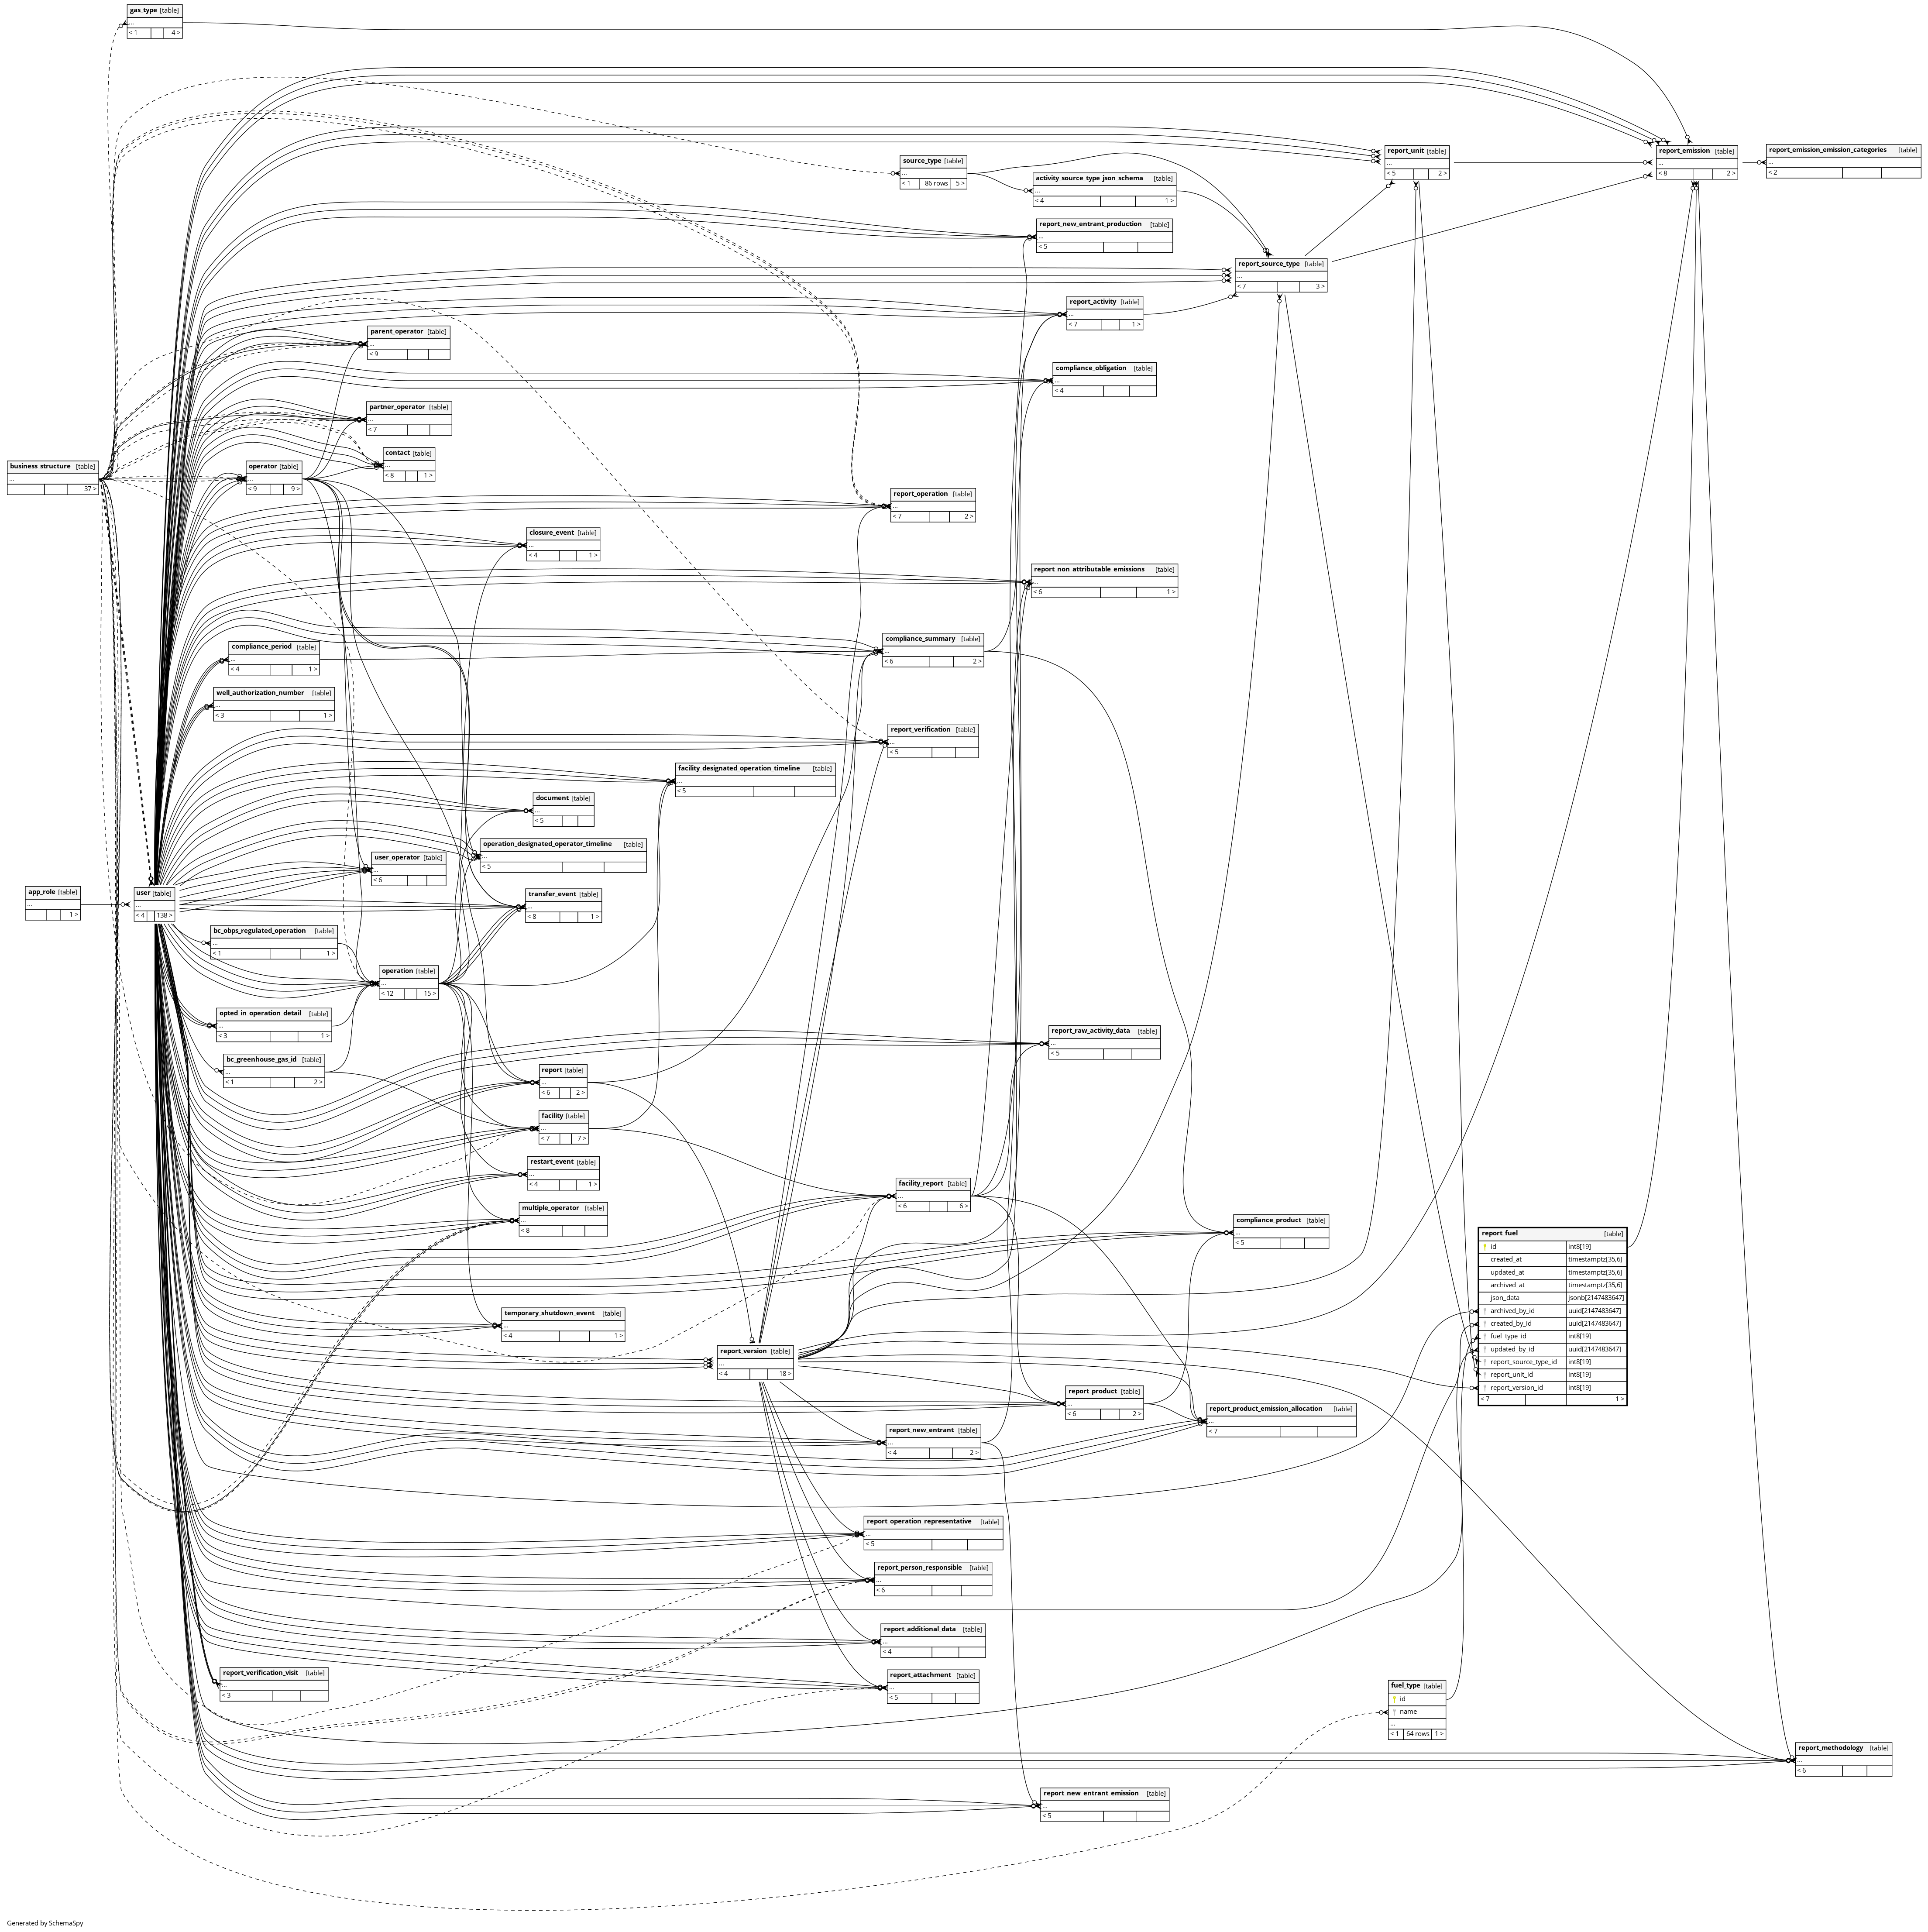 gas_type [table]
...
< 1 4 >
source_type [table]
...
< 1 86 rows 5 >
report_unit [table]
...
< 5 2 >
report_emission [table]
...
< 8 2 >
report_emission_emission_categories [table]
...
< 2
activity_source_type_json_schema [table]
...
< 4 1 >
report_new_entrant_production [table]
...
< 5
report_source_type [table]
...
< 7 3 >
report_activity [table]
...
< 7 1 >
parent_operator [table]
...
< 9
compliance_obligation [table]
...
< 4
partner_operator [table]
...
< 7
contact [table]
...
< 8 1 >
business_structure [table]
...
37 >
operator [table]
...
< 9 9 >
report_operation [table]
...
< 7 2 >
closure_event [table]
...
< 4 1 >
report_non_attributable_emissions [table]
...
< 6 1 >
compliance_summary [table]
...
< 6 2 >
compliance_period [table]
...
< 4 1 >
well_authorization_number [table]
...
< 3 1 >
report_verification [table]
...
< 5
facility_designated_operation_timeline [table]
...
< 5
document [table]
...
< 5
operation_designated_operator_timeline [table]
...
< 5
user_operator [table]
...
< 6
app_role [table]
...
1 >
user [table]
...
< 4 138 >
transfer_event [table]
...
< 8 1 >
bc_obps_regulated_operation [table]
...
< 1 1 >
operation [table]
...
< 12 15 >
opted_in_operation_detail [table]
...
< 3 1 >
report_raw_activity_data [table]
...
< 5
bc_greenhouse_gas_id [table]
...
< 1 2 >
report [table]
...
< 6 2 >
facility [table]
...
< 7 7 >
restart_event [table]
...
< 4 1 >
facility_report [table]
...
< 6 6 >
multiple_operator [table]
...
< 8
compliance_product [table]
...
< 5
report_fuel [table]
id int8[19]
created_at timestamptz[35,6]
updated_at timestamptz[35,6]
archived_at timestamptz[35,6]
json_data jsonb[2147483647]
archived_by_id uuid[2147483647]
created_by_id uuid[2147483647]
fuel_type_id int8[19]
updated_by_id uuid[2147483647]
report_source_type_id int8[19]
report_unit_id int8[19]
report_version_id int8[19]
< 7 1 >
temporary_shutdown_event [table]
...
< 4 1 >
report_version [table]
...
< 4 18 >
report_product [table]
...
< 6 2 >
report_product_emission_allocation [table]
...
< 7
report_new_entrant [table]
...
< 4 2 >
report_operation_representative [table]
...
< 5
report_person_responsible [table]
...
< 6
report_additional_data [table]
...
< 4
report_verification_visit [table]
...
< 3
report_attachment [table]
...
< 5
fuel_type [table]
id
name
...
< 1 64 rows 1 >
report_methodology [table]
...
< 6
report_new_entrant_emission [table]
...
< 5
Generated by SchemaSpy